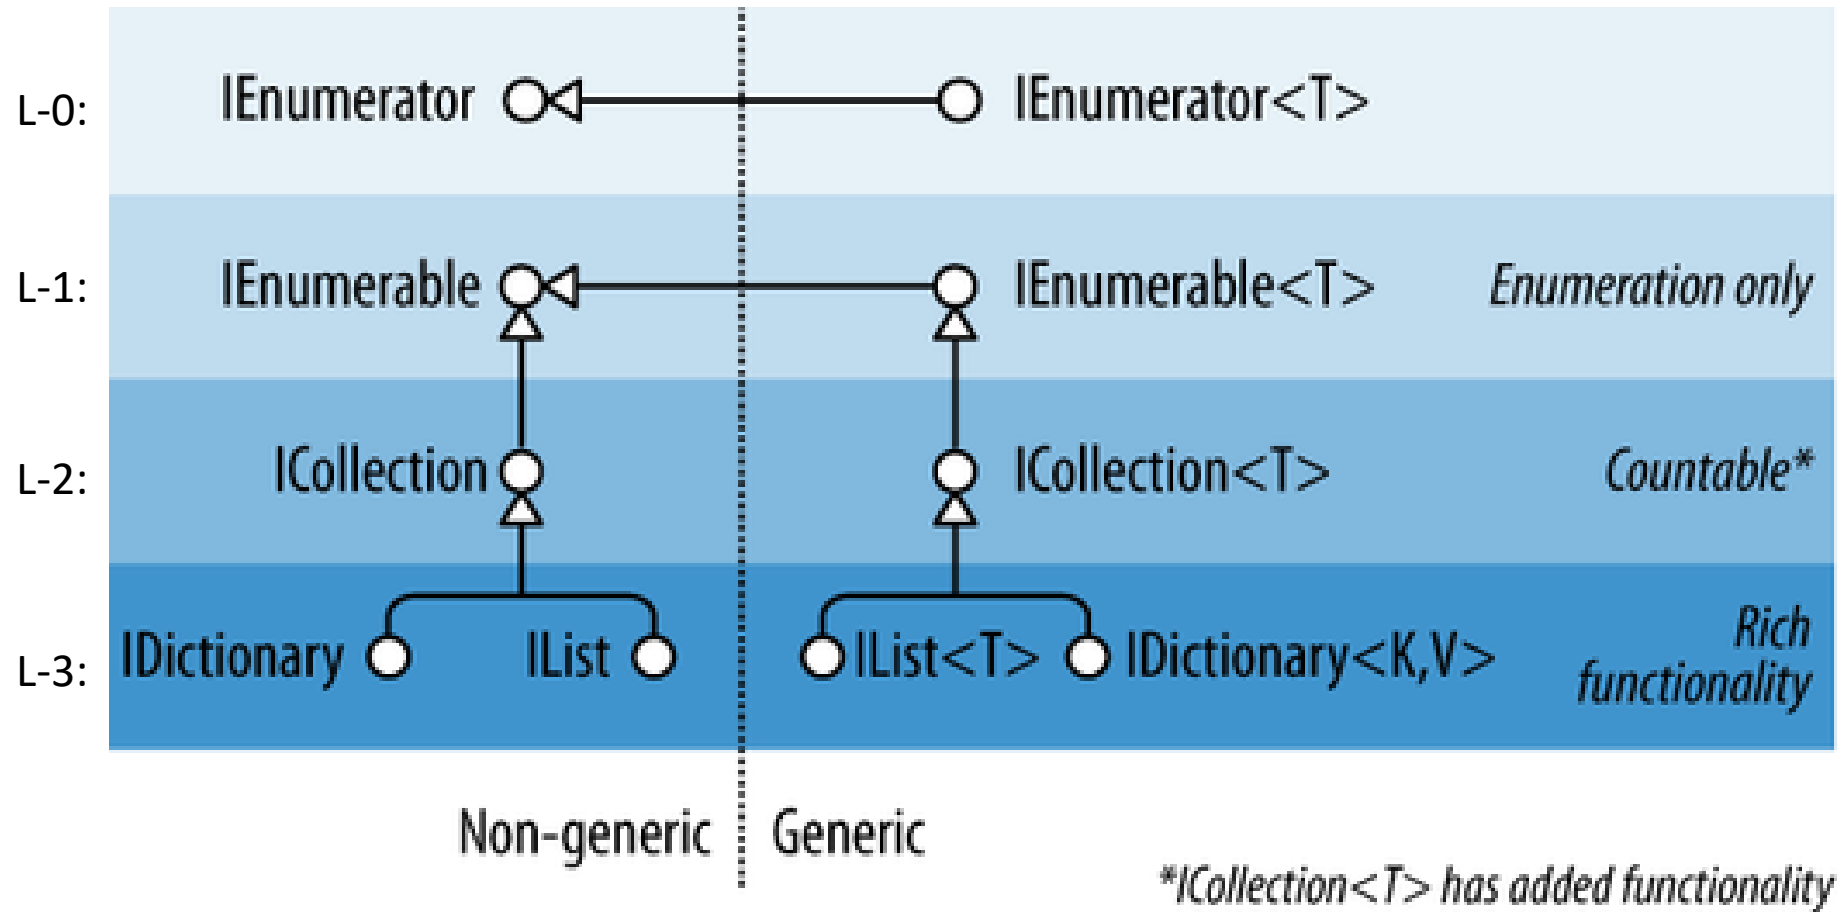 L-0: IEnumerator IEnumerator<T>
L-1: IEnumerable IEnumerable<T> Enumeration only
L-2: ICollection ICollection<T> Countable*
L-3: IDictionary IList IList<T> IDictionary<K,V> Rich
functionality
Non-generic Generic
*ICollection<T> has added functionality